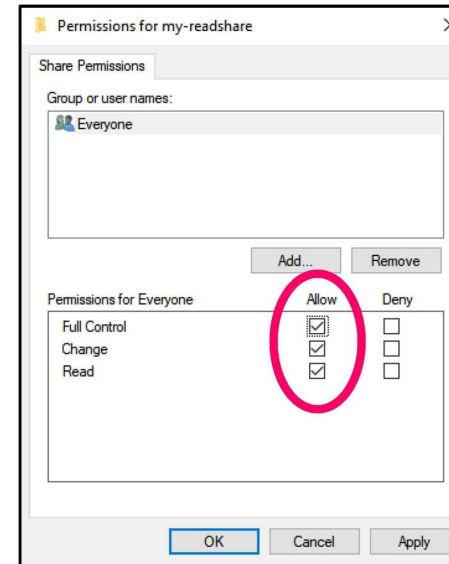 Permissions for my-readshare
Share Permissions
Group or user names:
Everyone
Add... Remove
Permissions for Everyone Allow Deny
Full Control
Change
Read
OK Cancel Apply